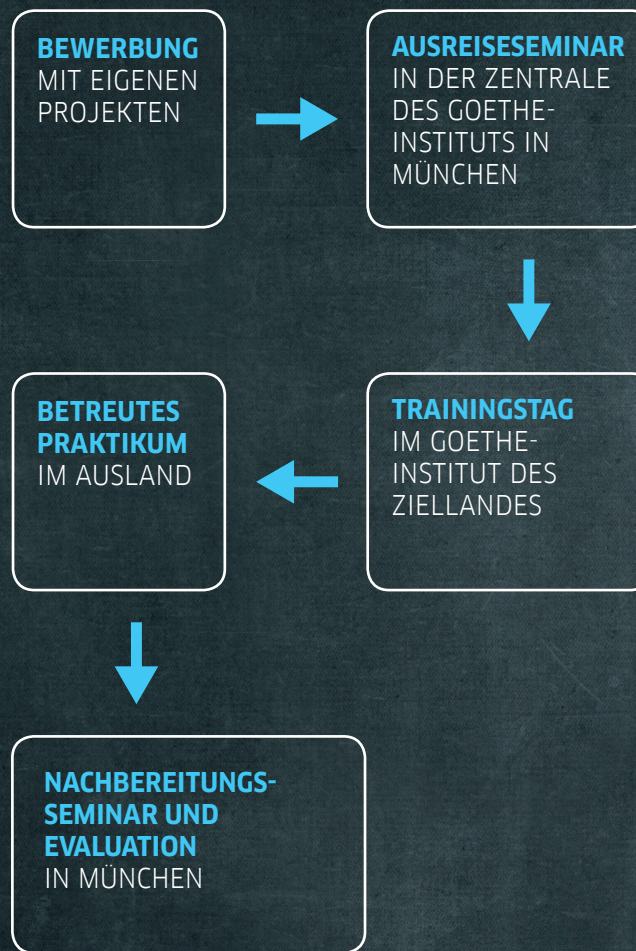 BEWERBUNG
MIT EIGENEN
PROJEKTEN
AUSREISESEMINAR
IN DER ZENTRALE
DES GOETHE-
INSTITUTS IN
MÜNCHEN
TRAININGSTAG
IM GOETHE-
INSTITUT DES
ZIELLANDES
BETREUTES
PRAKTIKUM
IM AUSLAND
NACHBEREITUNGS-
SEMINAR UND
EVALUATION
IN MÜNCHEN